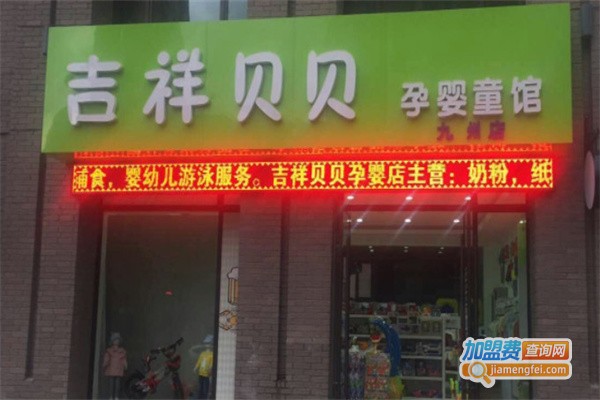 吉祥贝贝
孕婴童馆
九州店
辅食，婴幼儿游泳服务。吉祥贝贝孕婴店主营：奶粉，纸
加盟费查询网
jiamengfei.com